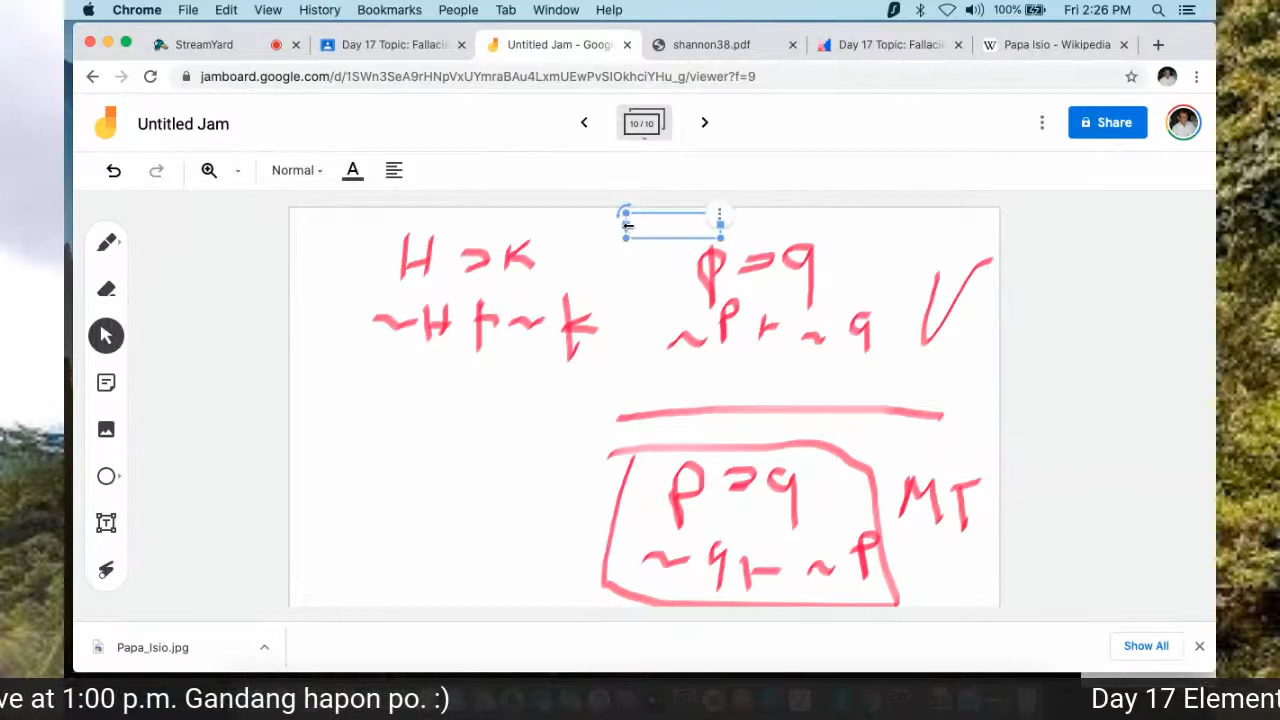 Chrome File Edit View History Bookmarks People Tab Window Help 100% Fri 2:26 PM
StreamYard Day 17 Topic: Fallaci Untitled Jam - Goog shannon38.pdf Day 17 Topic: Fallaci Papa Isio - Wikipedia
jamboard.google.com/d/1SWn3SeA9rHNpVxUYmraBAu4LxmUEwPvSIOkhciYHu_g/viewer?f=9
Untitled Jam 10 / 10 Share
Normal A
H ⊃ K
~H ⊢ ~K
p ⊃ q
~p ⊢ ~q
p ⊃ q
~q ⊢ ~p
MT
Papa_Isio.jpg Show All
ve at 1:00 p.m. Gandang hapon po. :) Day 17 Element